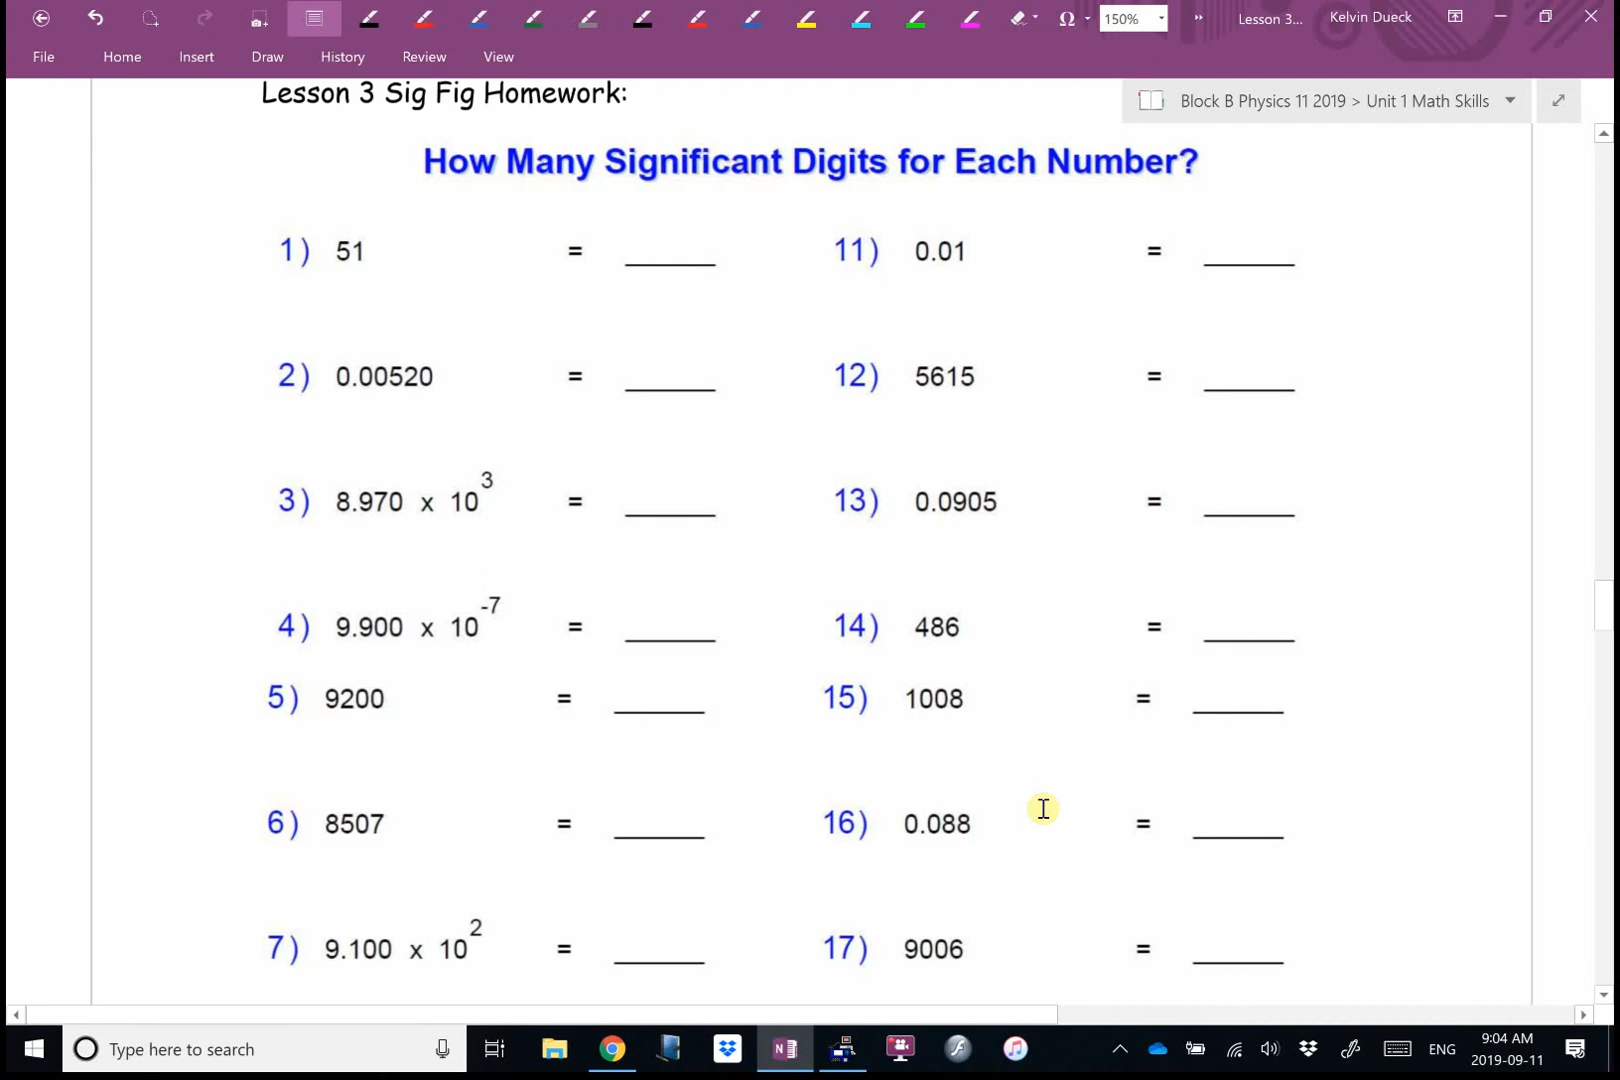 150%
Lesson 3...
Kelvin Dueck
File Home Insert Draw History Review View
Lesson 3 Sig Fig Homework:
Block B Physics 11 2019 > Unit 1 Math Skills
How Many Significant Digits for Each Number?
1) 51 = ______ 11) 0.01 = ______
2) 0.00520 = ______ 12) 5615 = ______
3) 8.970 x 10³ = ______ 13) 0.0905 = ______
4) 9.900 x 10⁻⁷ = ______ 14) 486 = ______
5) 9200 = ______ 15) 1008 = ______
6) 8507 = ______ 16) 0.088 = ______
7) 9.100 x 10² = ______ 17) 9006 = ______
Type here to search
ENG
9:04 AM
2019-09-11